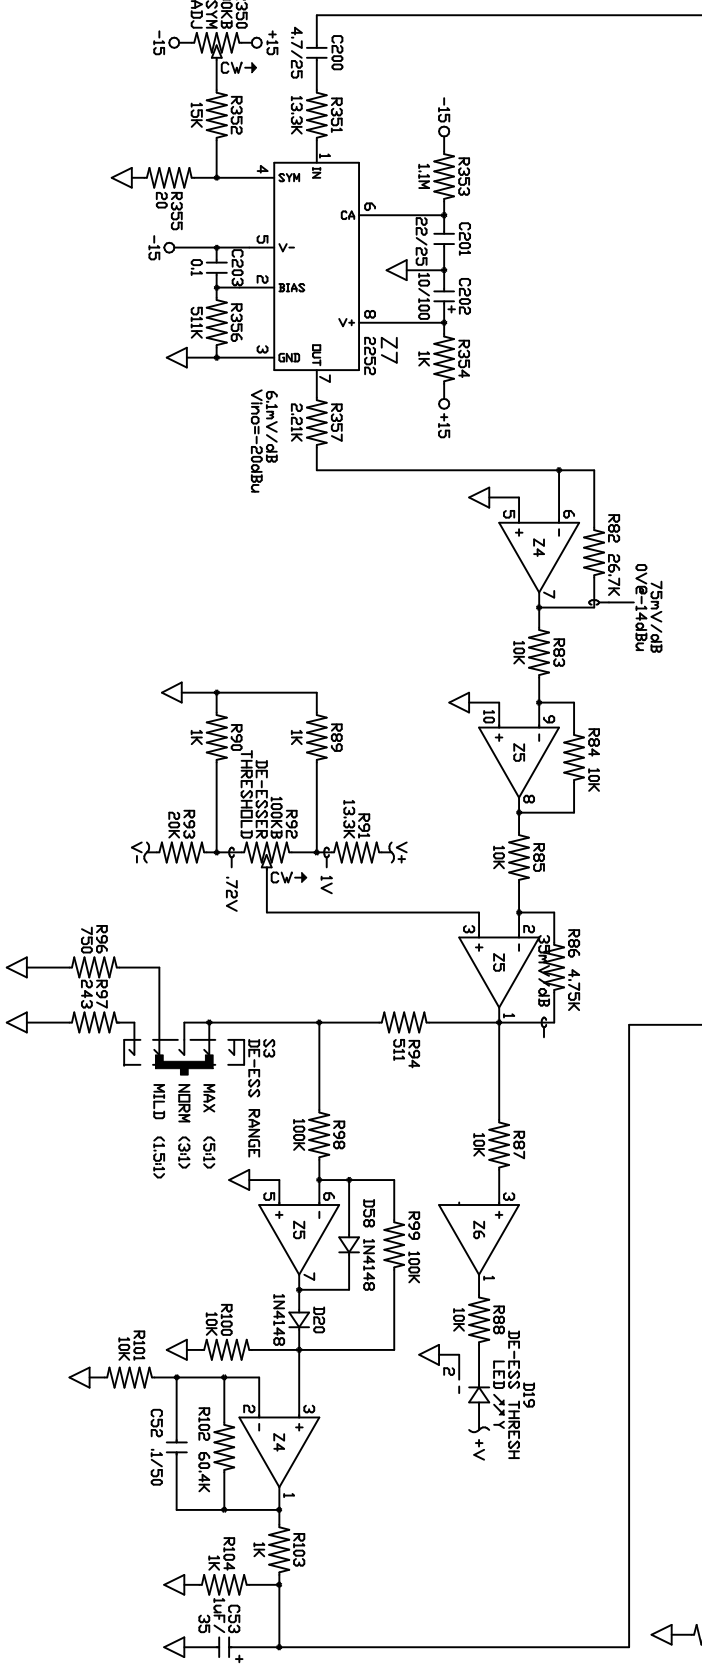 SYM
ADJ
-15
+15
CW→
R352
15K
R355
20
-15
C203
0.1
R356
511K
C200
4.7/25
R351
13.3K
-15
R353
1.1M
C201
22/25
C202
10/100
+
R354
1K
+15
1
IN
4
SYM
5
V-
2
BIAS
3
GND
6
CA
8
V+
OUT
7
Z7
2252
R357
2.21K
6.1mV/dB
Vino=-20dBu
R82 26.7K
75mV/dB
0V@-14dBu
6
5
-
+
Z4
7
R83
10K
R84 10K
9
10
-
+
Z5
8
R85
10K
R89
1K
R90
1K
R91
13.3K
V+
R92
100KB
DE-ESSER
THRESHOLD
CW→
R93
20K
V-
1V
.72V
R86 4.75K
35mV/dB
2
3
-
+
Z5
1
R94
511
R96
750
R97
243
S3
DE-ESS RANGE
MAX (5:1)
NORM (3:1)
MILD (1.5:1)
R87
10K
3
+
Z6
1
2
-
R88
10K
D19
DE-ESS THRESH
LED
Y
+V
R98
100K
R99 100K
D58 1N4148
6
5
-
+
Z5
7
D20
1N4148
R100
10K
3
2
+
-
Z4
1
R101
10K
R102 60.4K
C52 .1/50
R103
1K
R104
1K
C53
1uF/
35
+